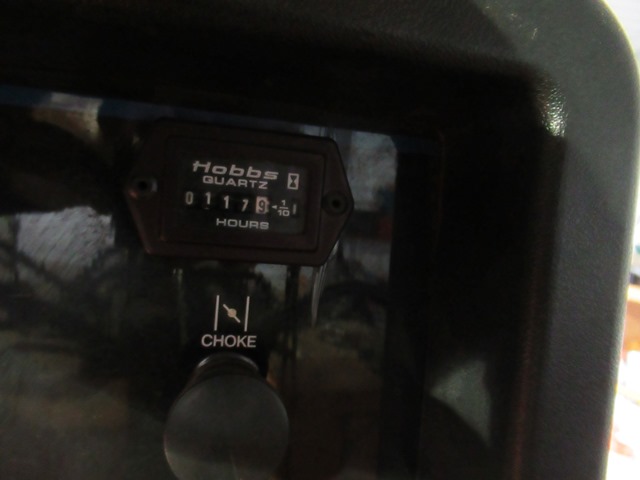 Hobbs
QUARTZ
01179 1/10
HOURS
CHOKE